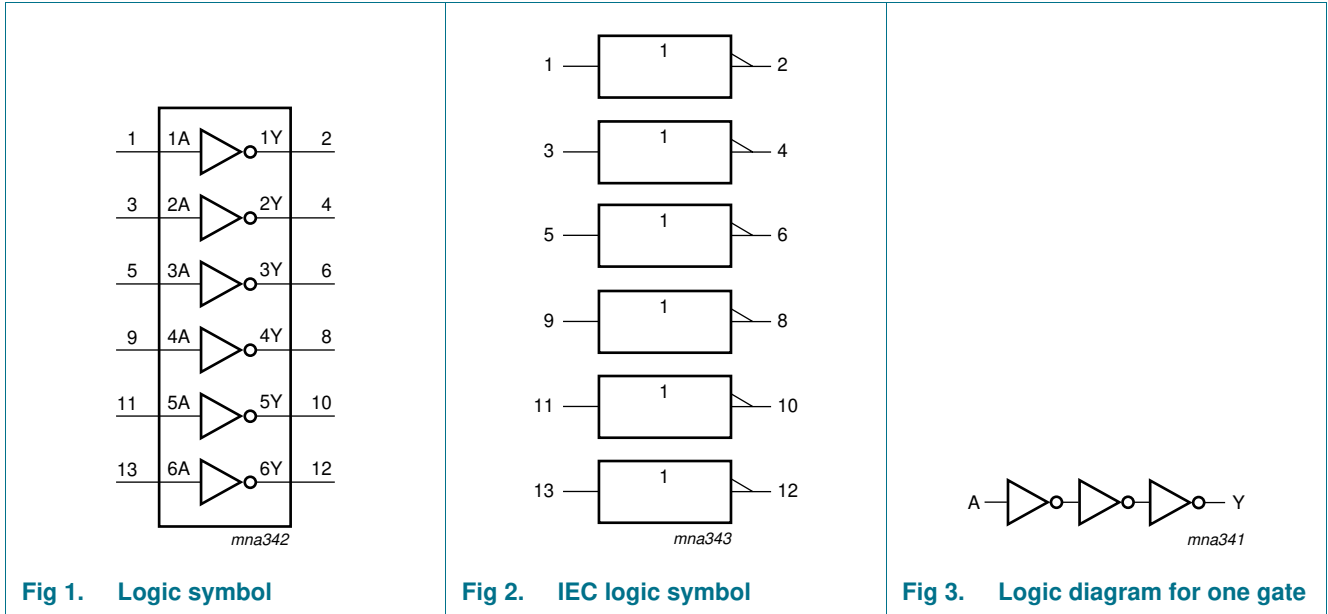 1 1A 1Y 2
3 2A 2Y 4
5 3A 3Y 6
9 4A 4Y 8
11 5A 5Y 10
13 6A 6Y 12
mna342
Fig 1. Logic symbol
1
1 2
1
3 4
1
5 6
1
9 8
1
11 10
1
13 12
mna343
Fig 2. IEC logic symbol
A Y
mna341
Fig 3. Logic diagram for one gate